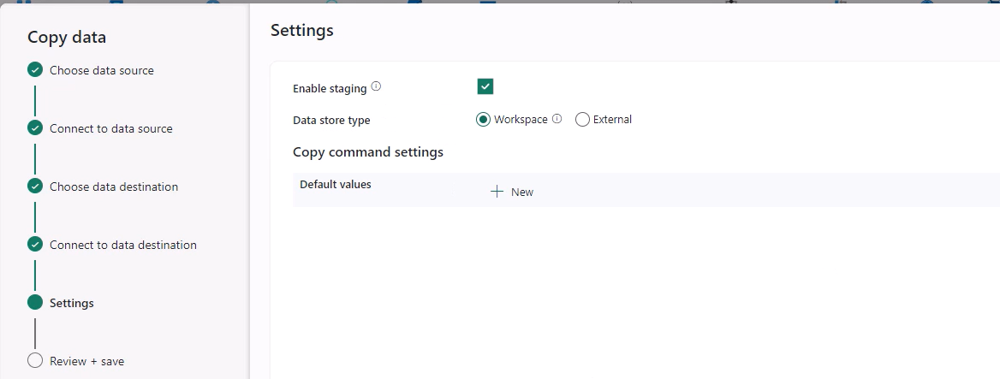 Copy data
Choose data source
Connect to data source
Choose data destination
Connect to data destination
Settings
Review + save
Settings
Enable staging
Data store type
Workspace
External
Copy command settings
Default values
New